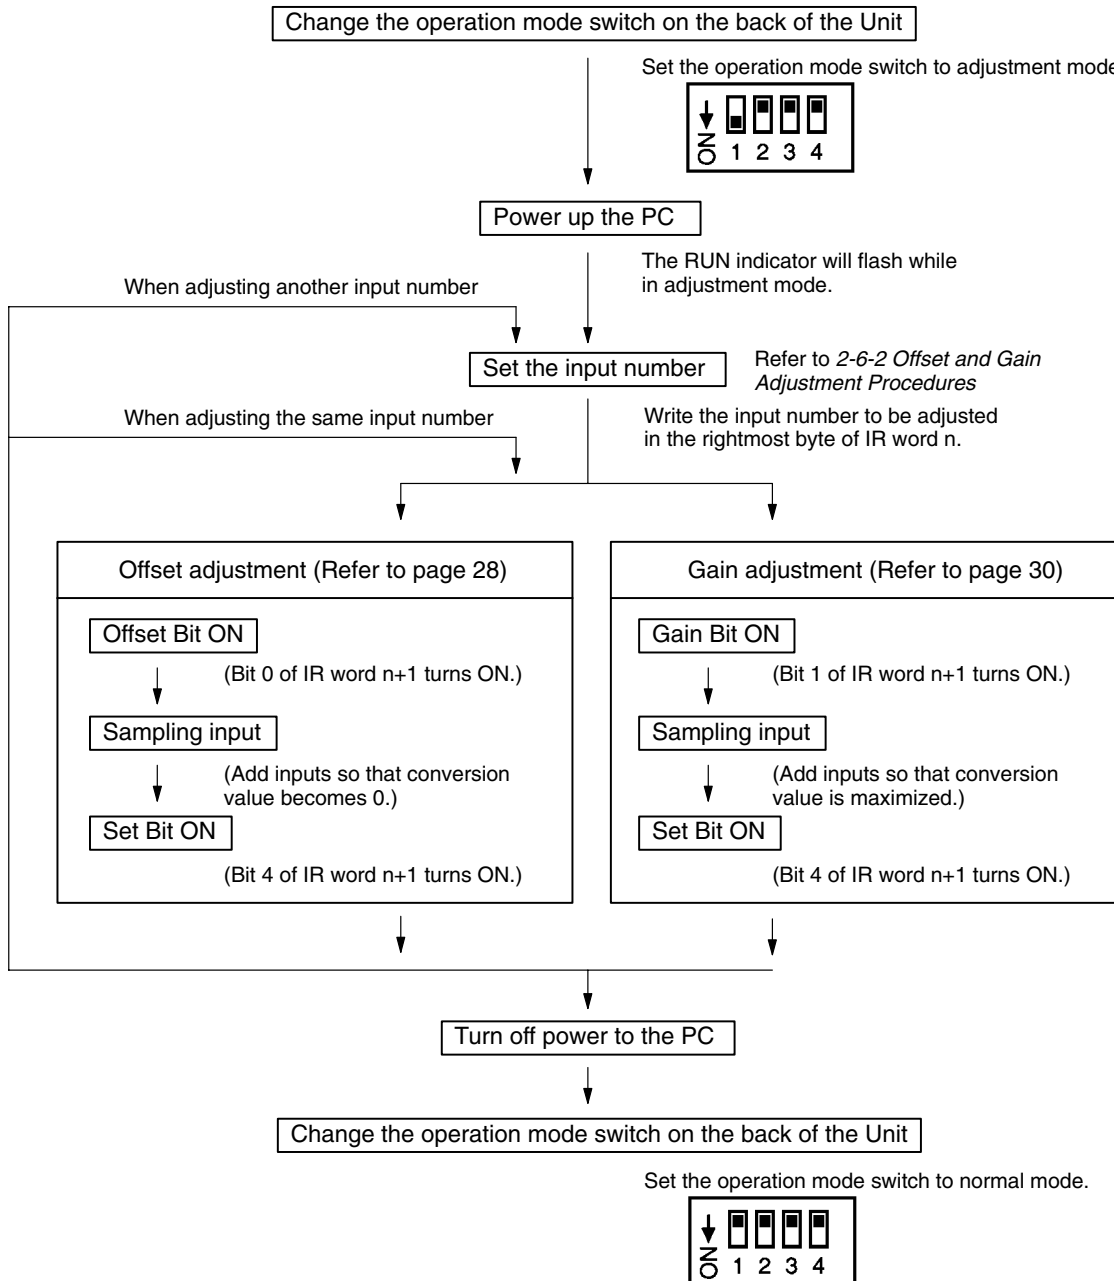 Change the operation mode switch on the back of the Unit
Set the operation mode switch to adjustment mode
ON
1 2 3 4
Power up the PC
The RUN indicator will flash while
in adjustment mode.
When adjusting another input number
Set the input number
Refer to 2-6-2 Offset and Gain
Adjustment Procedures
When adjusting the same input number
Write the input number to be adjusted
in the rightmost byte of IR word n.
Offset adjustment (Refer to page 28)
Offset Bit ON
(Bit 0 of IR word n+1 turns ON.)
Sampling input
(Add inputs so that conversion
value becomes 0.)
Set Bit ON
(Bit 4 of IR word n+1 turns ON.)
Gain adjustment (Refer to page 30)
Gain Bit ON
(Bit 1 of IR word n+1 turns ON.)
Sampling input
(Add inputs so that conversion
value is maximized.)
Set Bit ON
(Bit 4 of IR word n+1 turns ON.)
Turn off power to the PC
Change the operation mode switch on the back of the Unit
Set the operation mode switch to normal mode.
ON
1 2 3 4